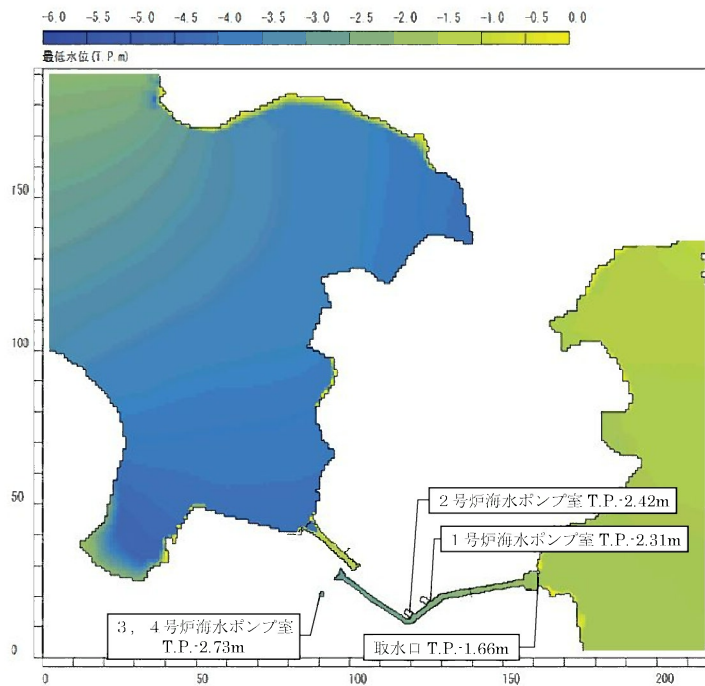 -6.0 -5.5 -5.0 -4.5 -4.0 -3.5 -3.0 -2.5 -2.0 -1.5 -1.0 -0.5 0.0
最低水位(T.P.m)
150
100
50
0
2号炉海水ポンプ室 T.P.-2.42m
1号炉海水ポンプ室 T.P.-2.31m
3，4号炉海水ポンプ室
T.P.-2.73m
取水口 T.P.-1.66m
0 50 100 150 200